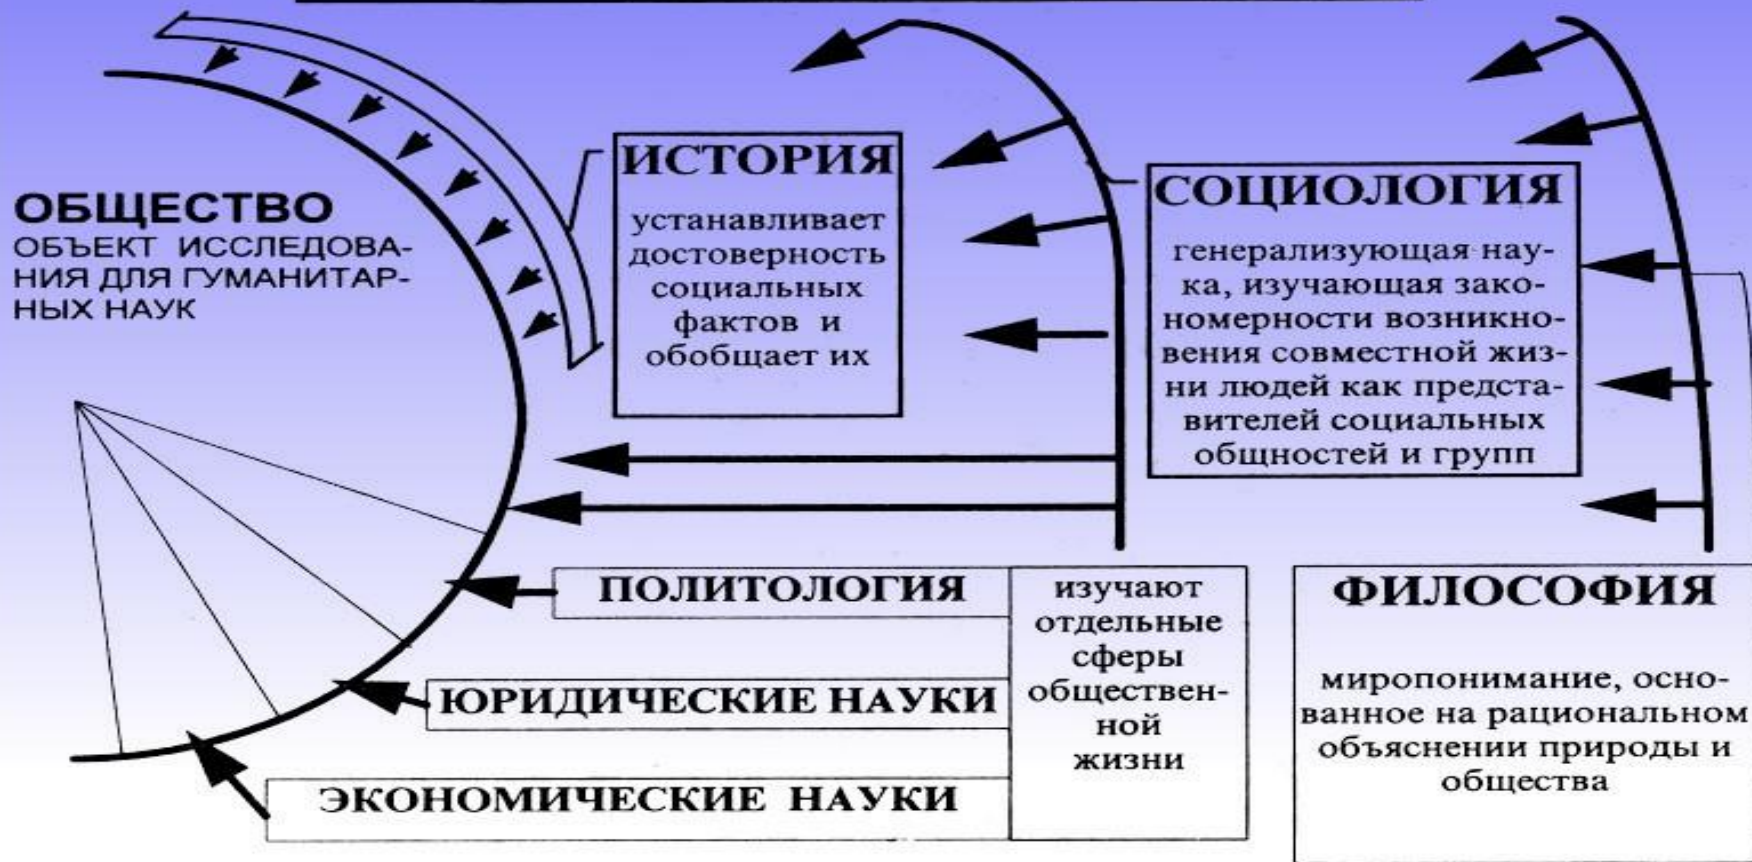 ОБЩЕСТВО
ОБЪЕКТ ИССЛЕДОВА-
НИЯ ДЛЯ ГУМАНИТАР-
НЫХ НАУК
ИСТОРИЯ
устанавливает
достоверность
социальных
фактов и
обобщает их
СОЦИОЛОГИЯ
генерализующая нау-
ка, изучающая зако-
номерности возникно-
вения совместной жиз-
ни людей как предста-
вителей социальных
общностей и групп
ПОЛИТОЛОГИЯ
ЮРИДИЧЕСКИЕ НАУКИ
ЭКОНОМИЧЕСКИЕ НАУКИ
изучают
отдельные
сферы
обществен-
ной
жизни
ФИЛОСОФИЯ
миропонимание, осно-
ванное на рациональном
объяснении природы и
общества